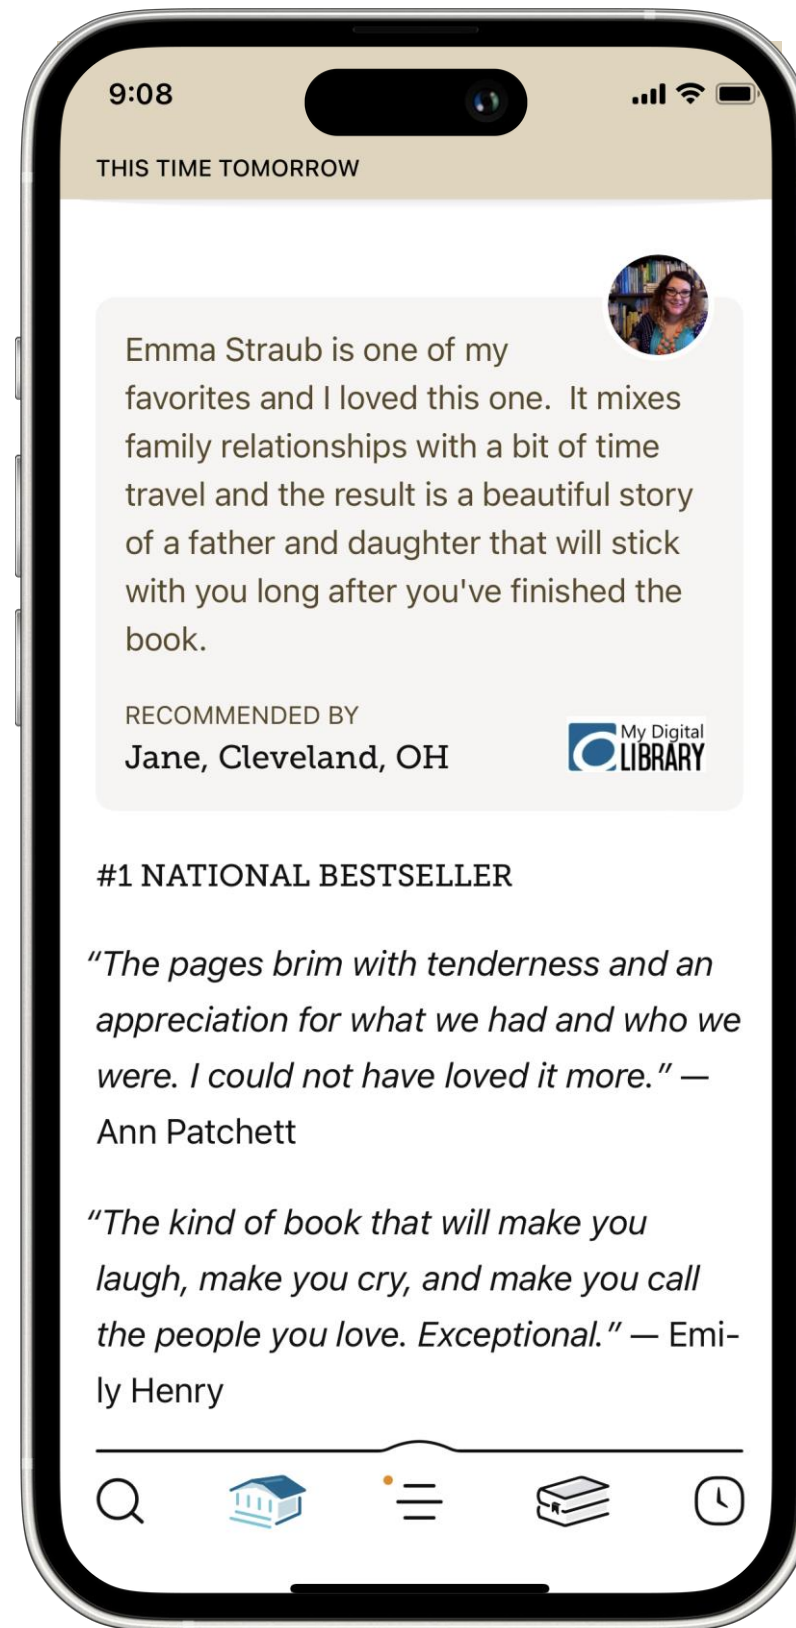 9:08
THIS TIME TOMORROW
Emma Straub is one of my
favorites and I loved this one.  It mixes
family relationships with a bit of time
travel and the result is a beautiful story
of a father and daughter that will stick
with you long after you've finished the
book.
RECOMMENDED BY
Jane, Cleveland, OH
My Digital
LIBRARY
#1 NATIONAL BESTSELLER
“The pages brim with tenderness and an
appreciation for what we had and who we
were. I could not have loved it more.” —
Ann Patchett
“The kind of book that will make you
laugh, make you cry, and make you call
the people you love. Exceptional.” — Emi-
ly Henry